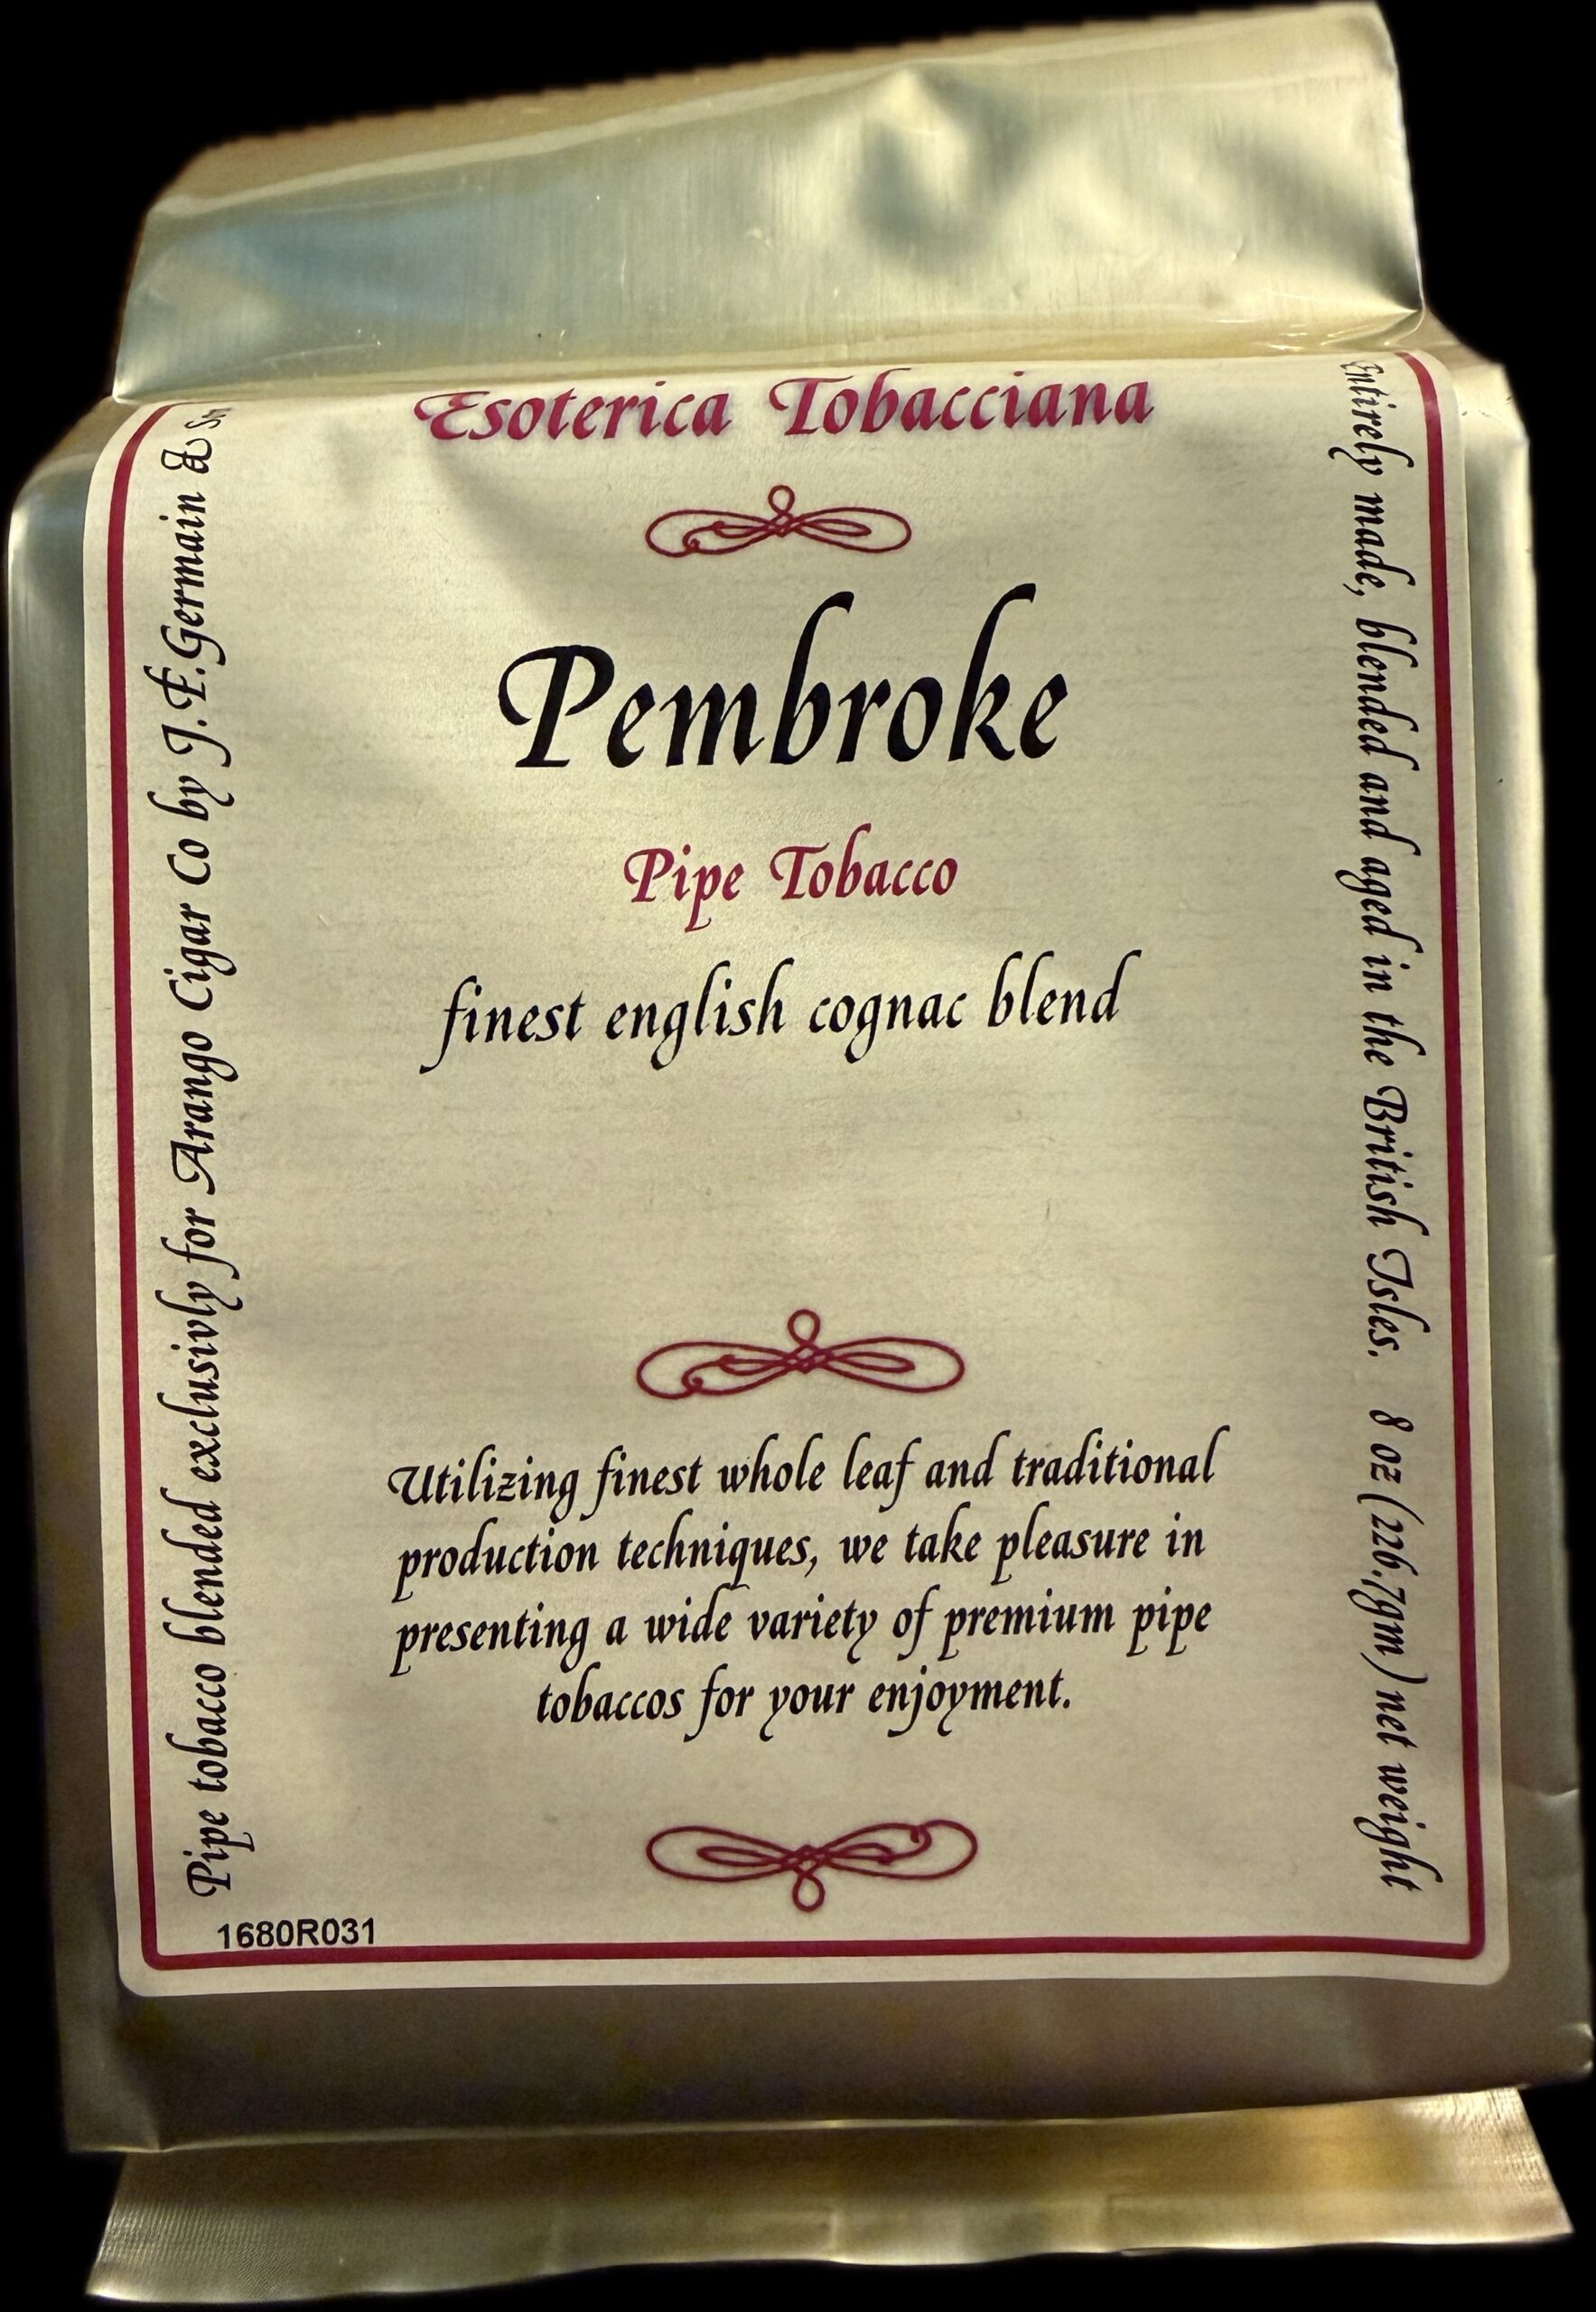 Esoterica Tobacciana
Pembroke
Pipe Tobacco
finest english cognac blend
Utilizing finest whole leaf and traditional
production techniques, we take pleasure in
presenting a wide variety of premium pipe
tobaccos for your enjoyment.
Pipe tobacco blended exclusivly for Arango Cigar Co by J.F.Germain &
Entirely made, blended and aged in the British Isles. 8 oz (226.7gm) net weight
1680R031